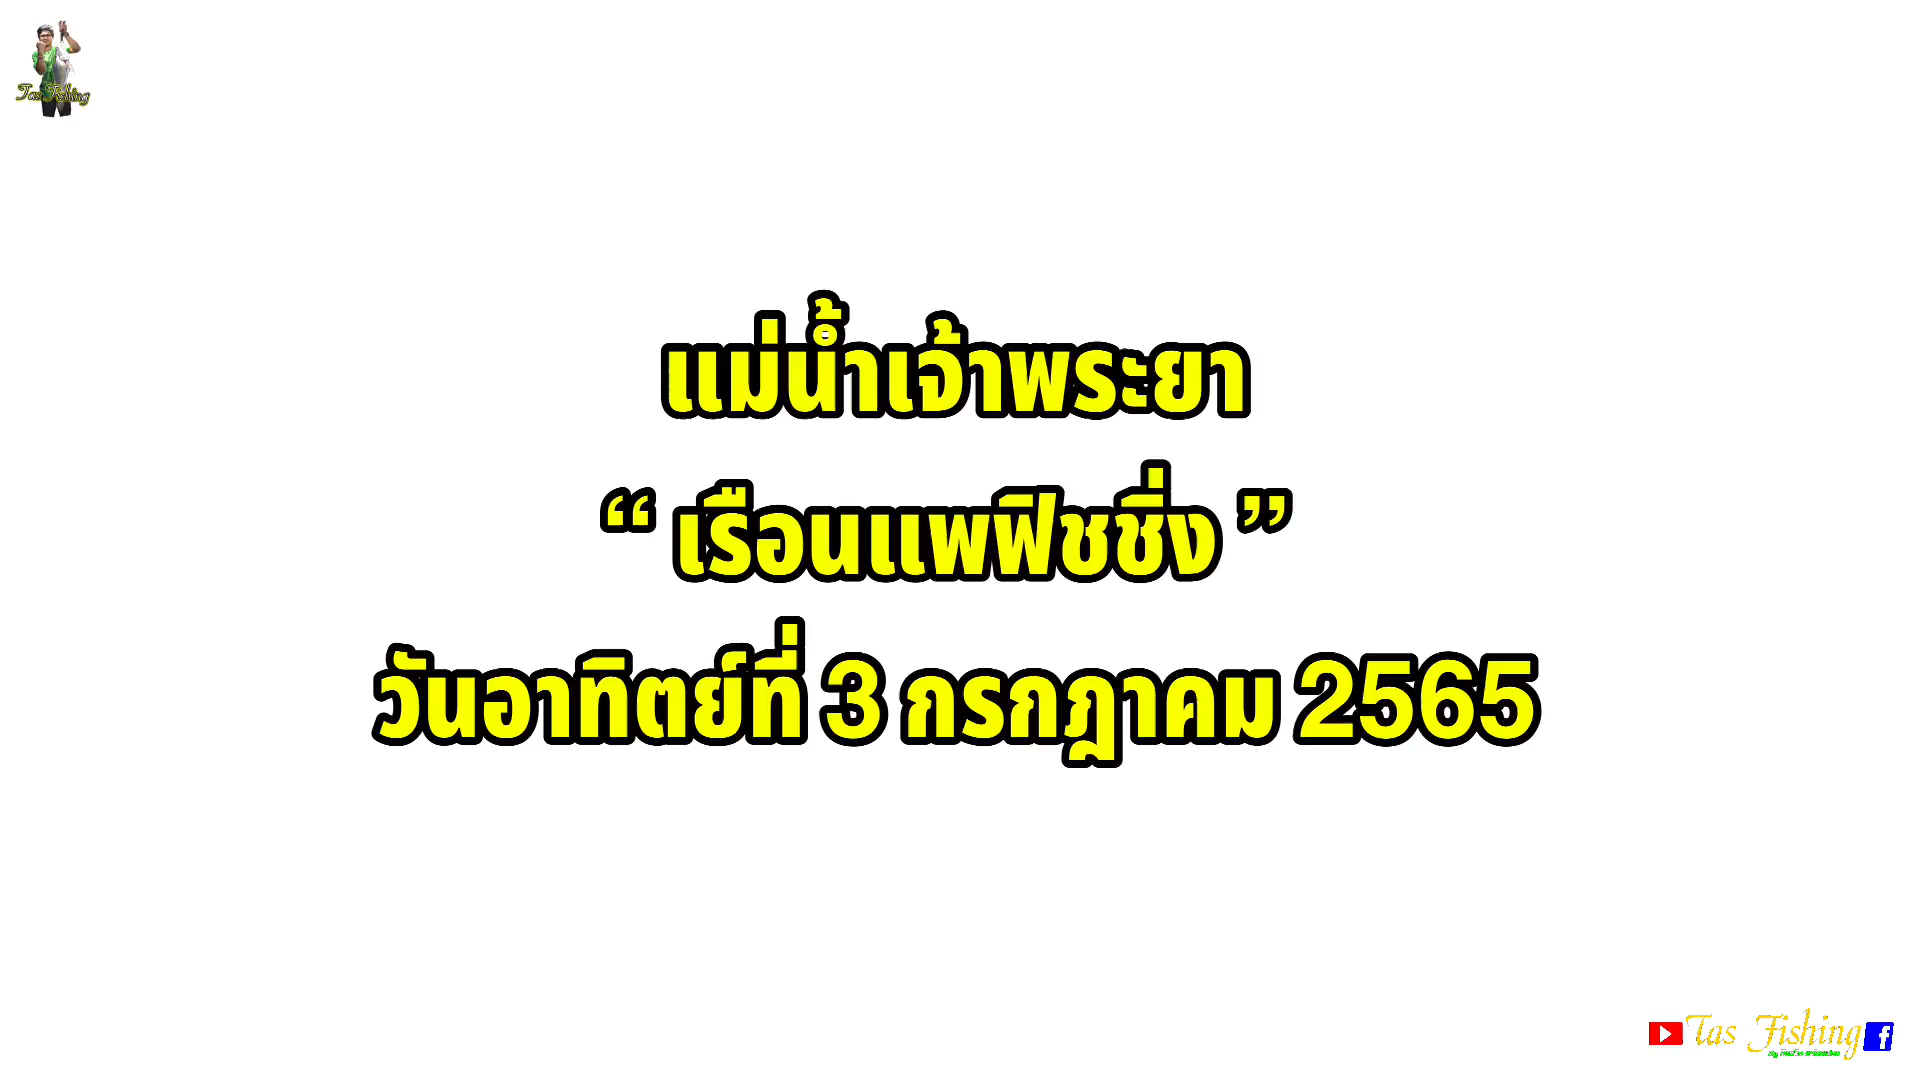 Tas Fishing
แม่น้ำเจ้าพระยา
“ เรือนแพฟิชชิ่ง ”
วันอาทิตย์ที่ 3 กรกฎาคม 2565
Tas Fishing